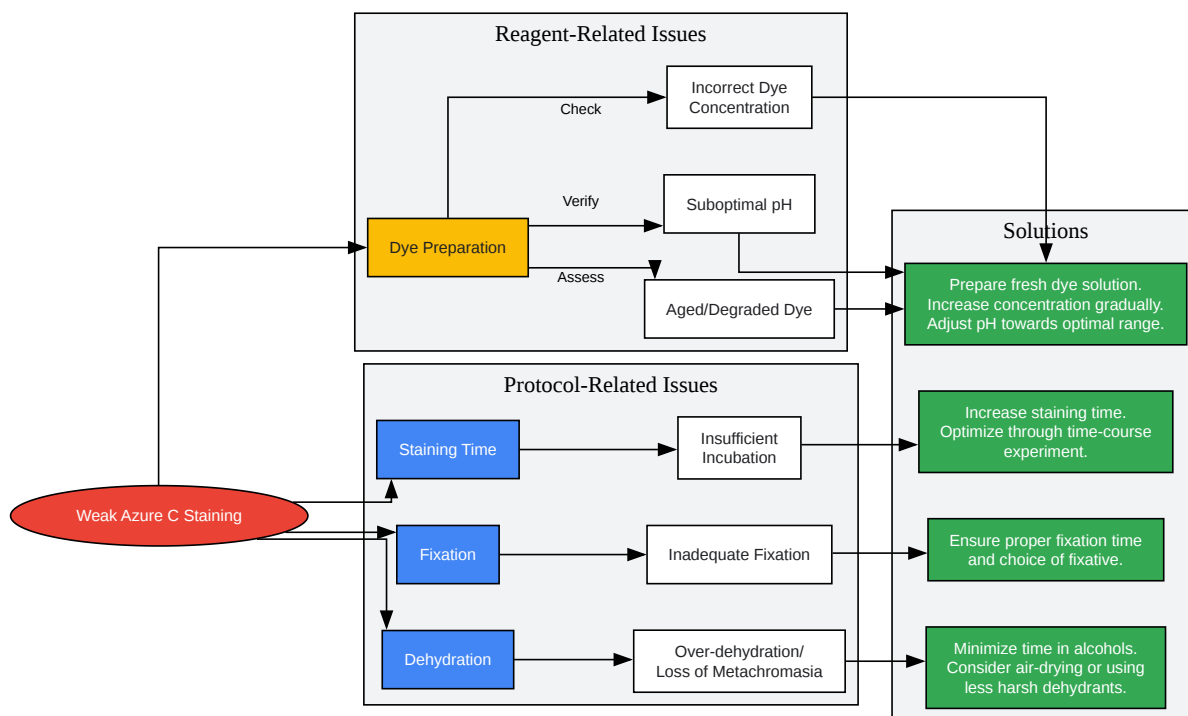 Reagent-Related Issues
Incorrect Dye
Concentration
Check
Verify
Suboptimal pH
Dye Preparation
Assess
Aged/Degraded Dye
Solutions
Prepare fresh dye solution.
Increase concentration gradually.
Adjust pH towards optimal range.
Protocol-Related Issues
Staining Time
Insufficient
Incubation
Increase staining time.
Optimize through time-course
experiment.
Weak Azure C Staining
Fixation
Inadequate Fixation
Ensure proper fixation time
and choice of fixative.
Dehydration
Over-dehydration/
Loss of Metachromasia
Minimize time in alcohols.
Consider air-drying or using
less harsh dehydrants.